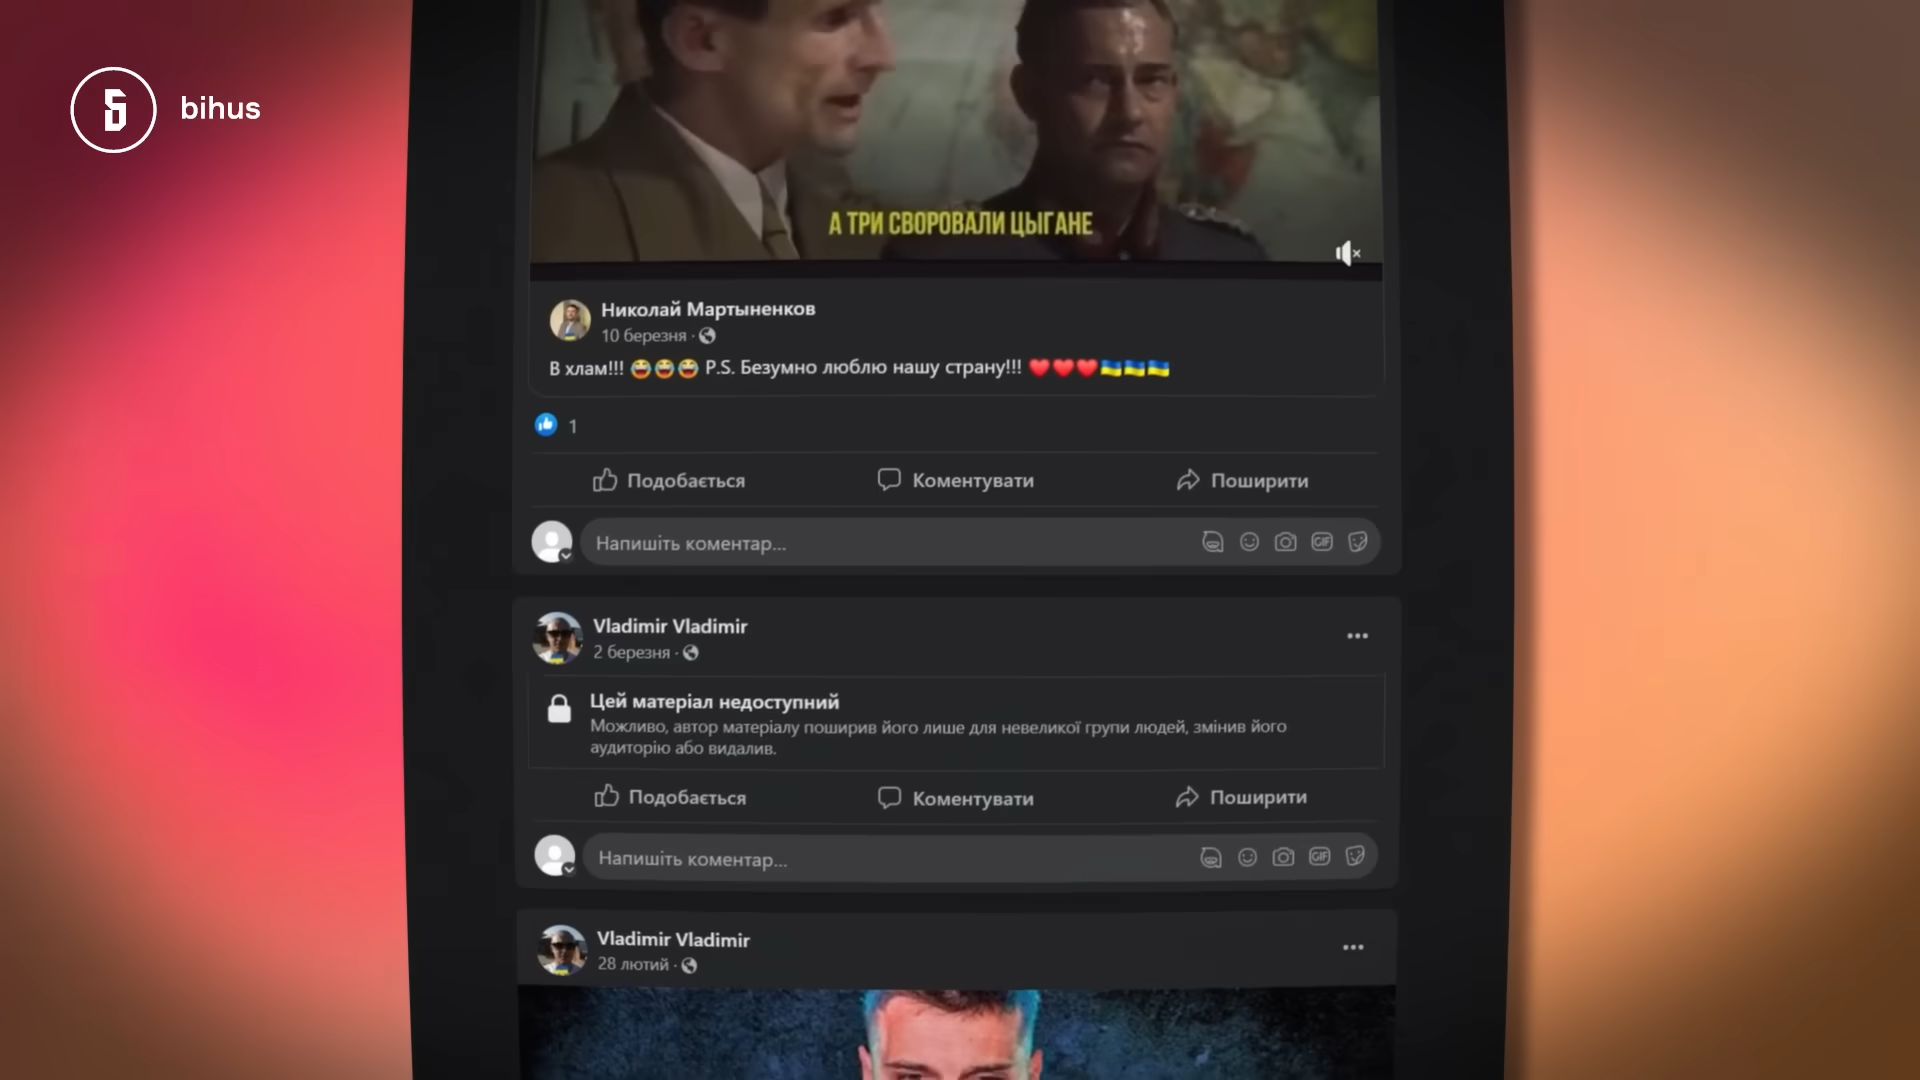 bihus
А ТРИ СВОРОВАЛИ ЦЫГАНЕ
Николай Мартыненков
10 березня ·
В хлам!!! 😂😂😂 P.S. Безумно люблю нашу страну!!! ❤️❤️❤️🇺🇦🇺🇦🇺🇦
1
Подобається Коментувати Поширити
Напишіть коментар...
GIF
Vladimir Vladimir
2 березня ·
Цей матеріал недоступний
Можливо, автор матеріалу поширив його лише для невеликої групи людей, змінив його
аудиторію або видалив.
Подобається Коментувати Поширити
Напишіть коментар...
GIF
Vladimir Vladimir
28 лютий ·